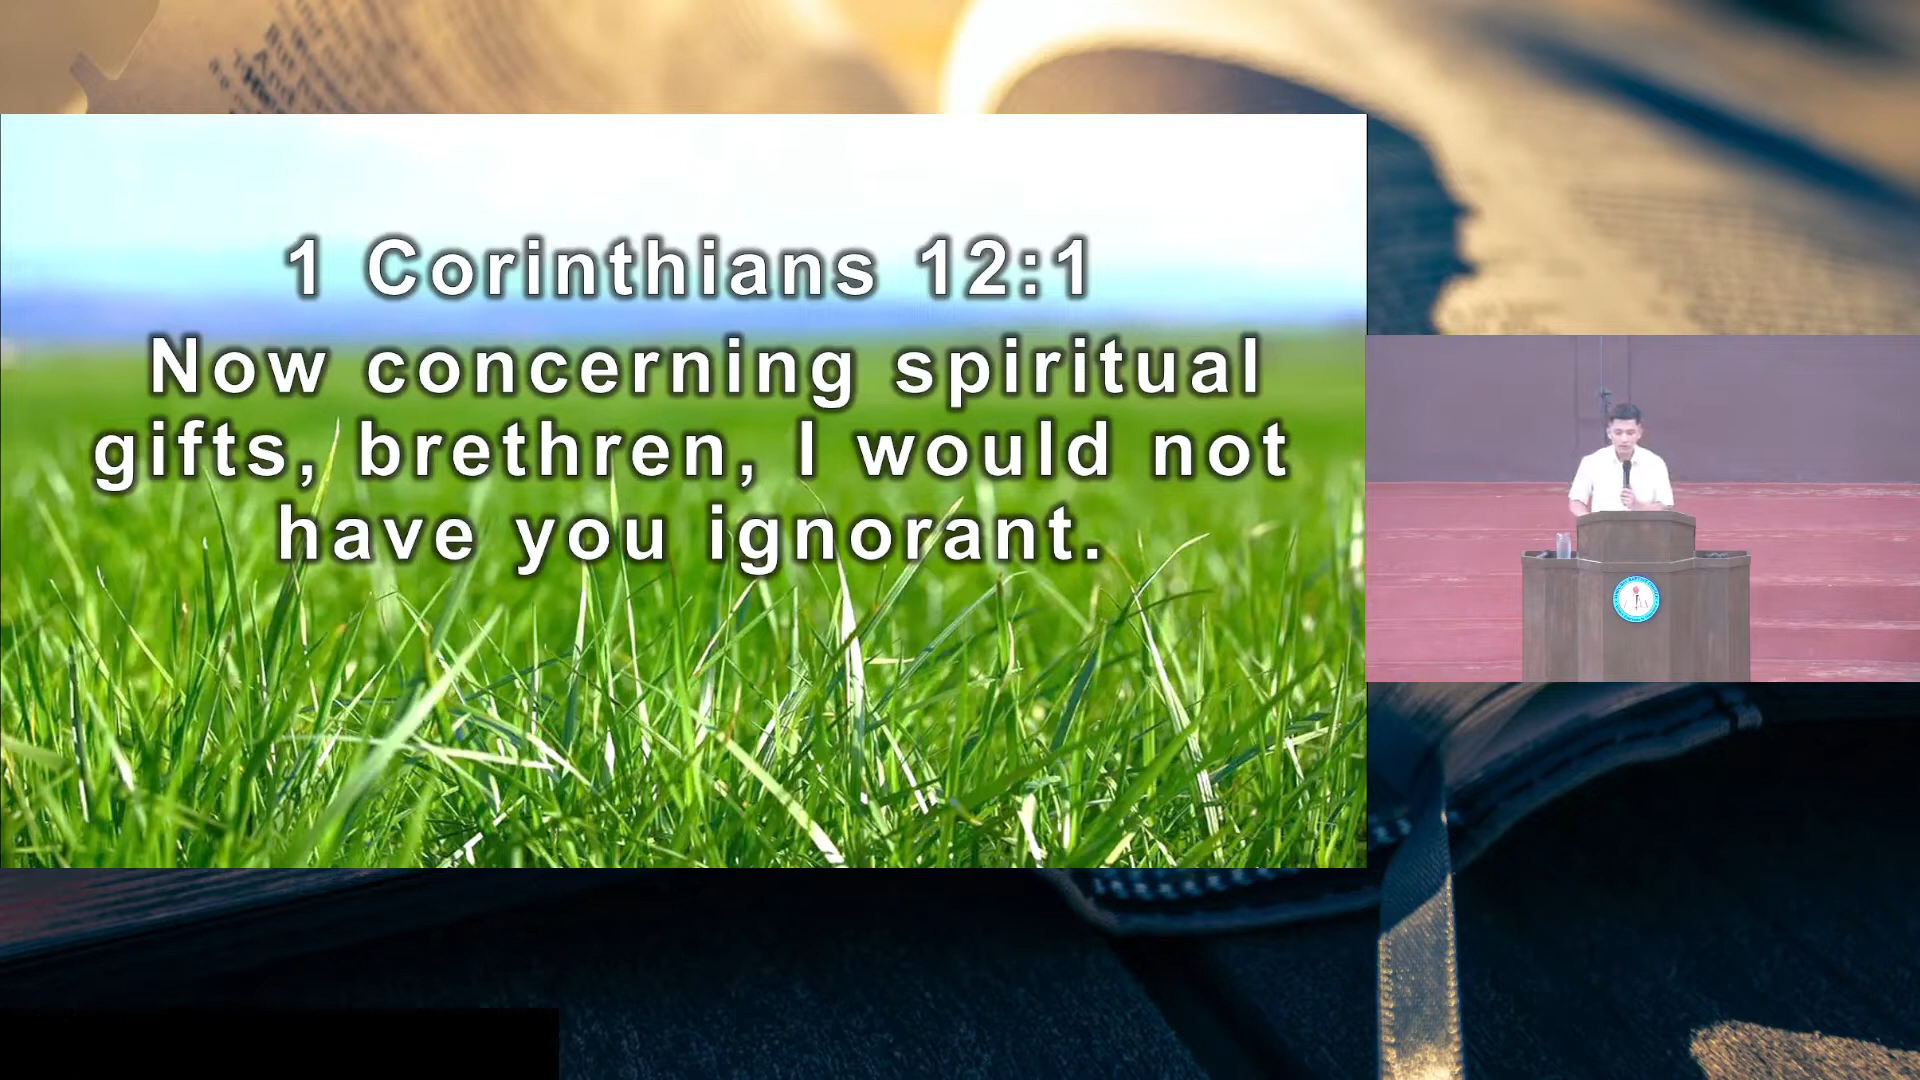 1 Corinthians 12:1
Now concerning spiritual
gifts, brethren, I would not
have you ignorant.